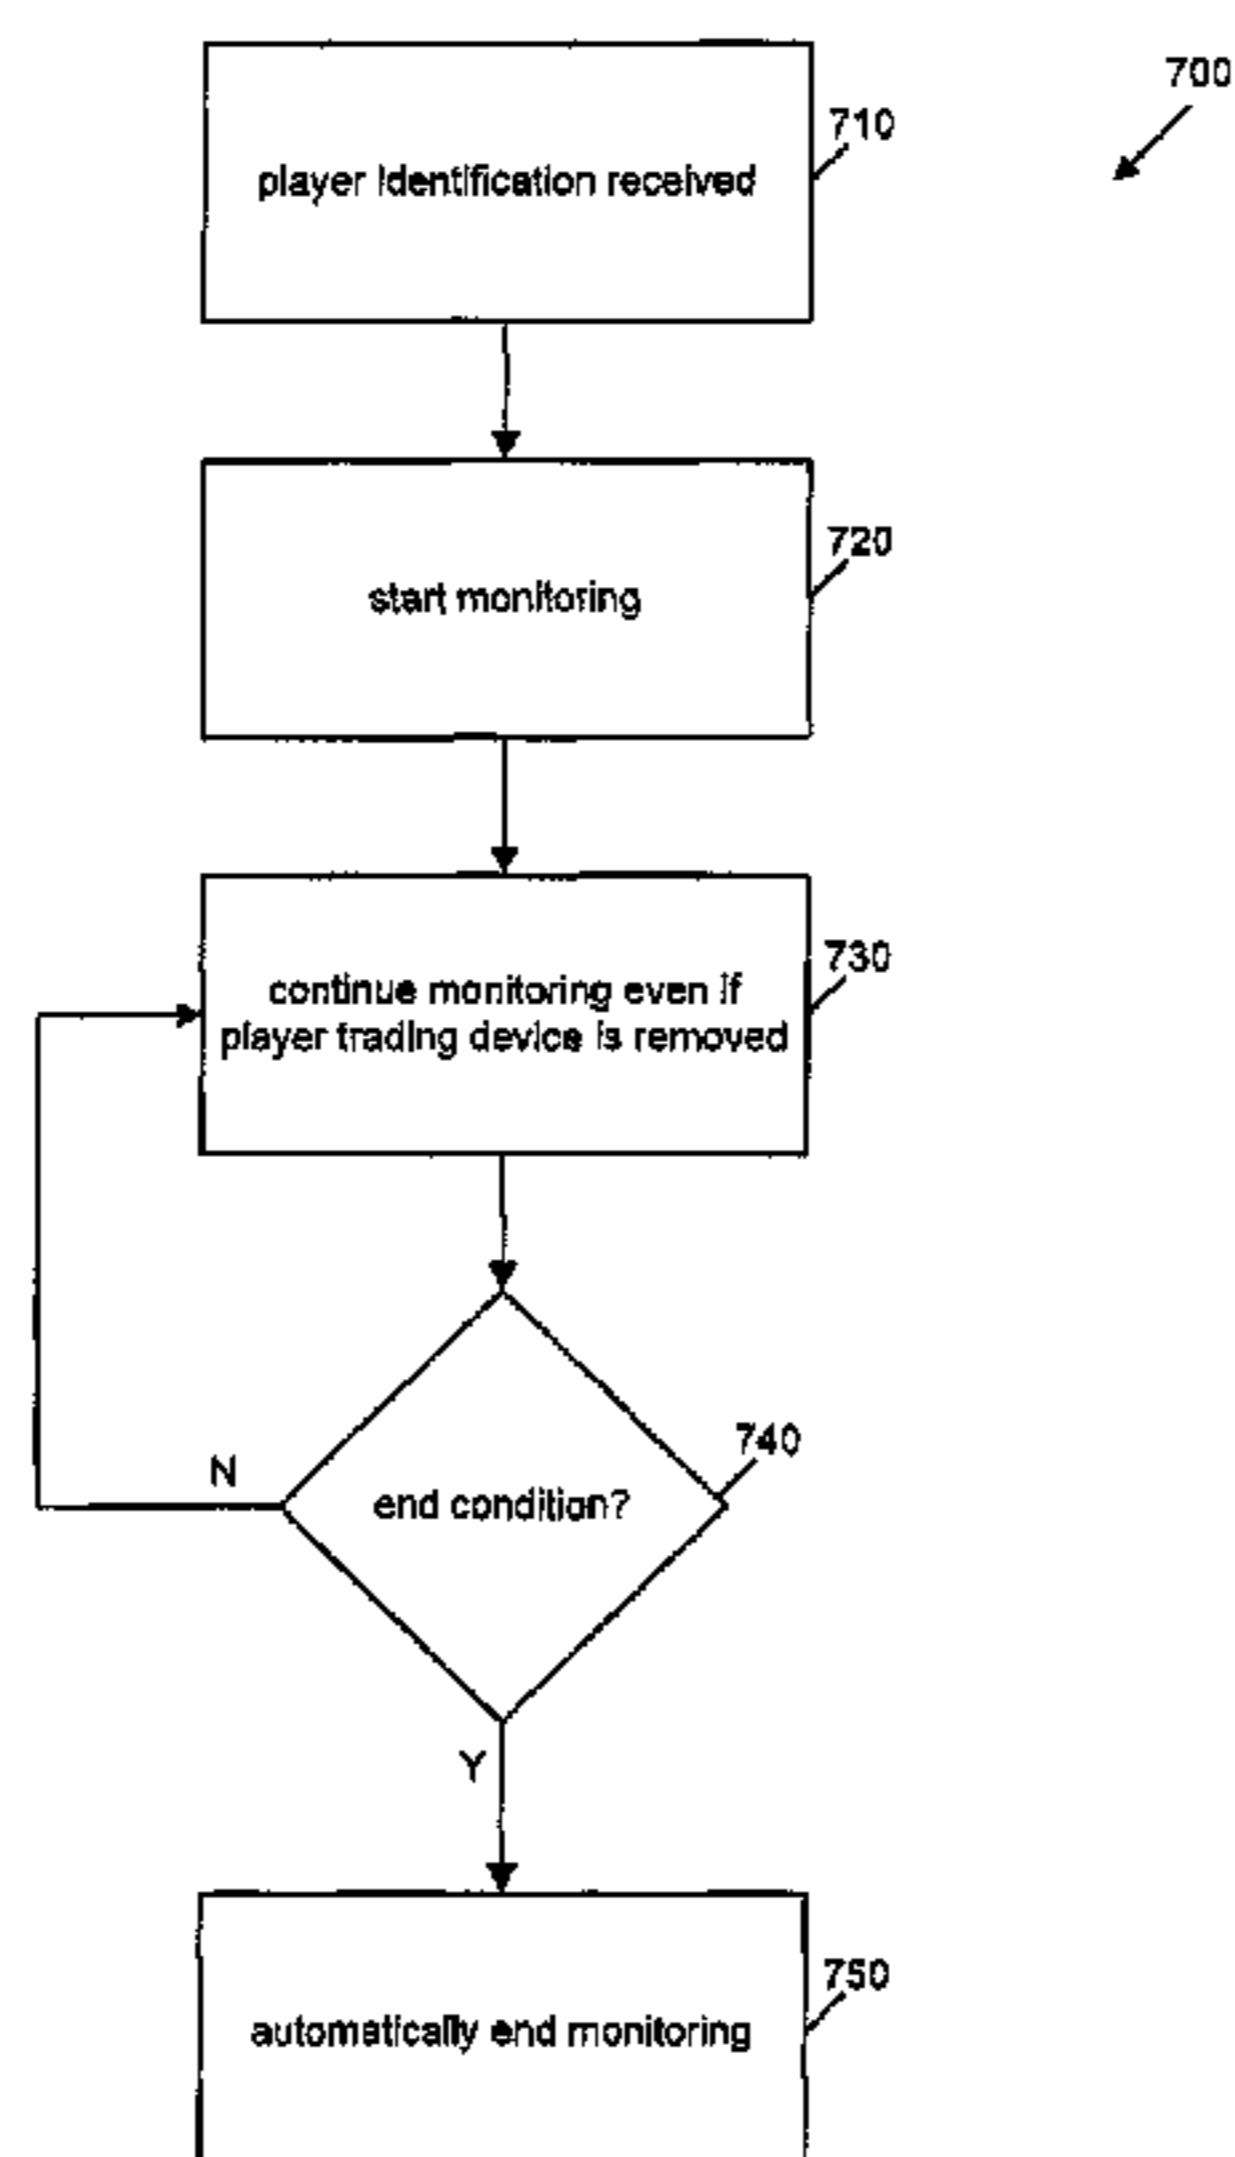 700
710
player identification received
720
start monitoring
730
continue monitoring even if
player trading device is removed
740
end condition?
N
Y
750
automatically end monitoring